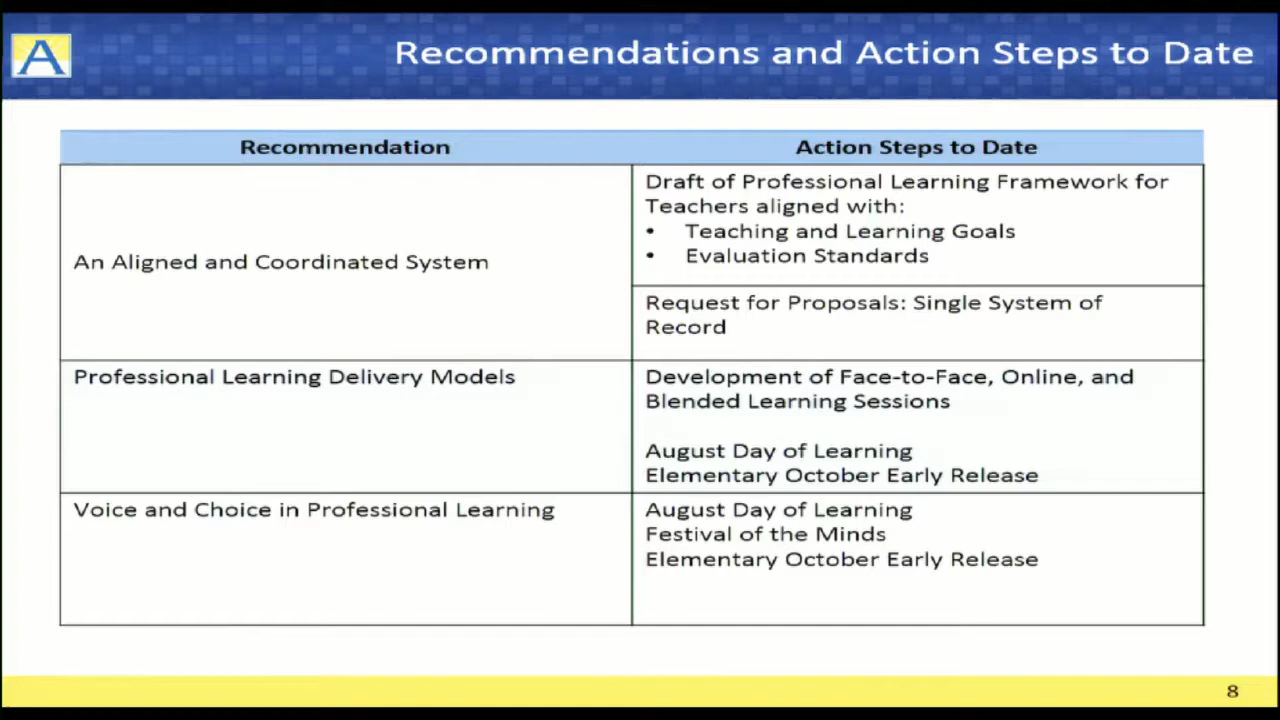 A
Recommendations and Action Steps to Date
Recommendation
Action Steps to Date
An Aligned and Coordinated System
Draft of Professional Learning Framework for
Teachers aligned with:
• Teaching and Learning Goals
• Evaluation Standards
Request for Proposals: Single System of
Record
Professional Learning Delivery Models
Development of Face-to-Face, Online, and
Blended Learning Sessions
August Day of Learning
Elementary October Early Release
Voice and Choice in Professional Learning
August Day of Learning
Festival of the Minds
Elementary October Early Release
8